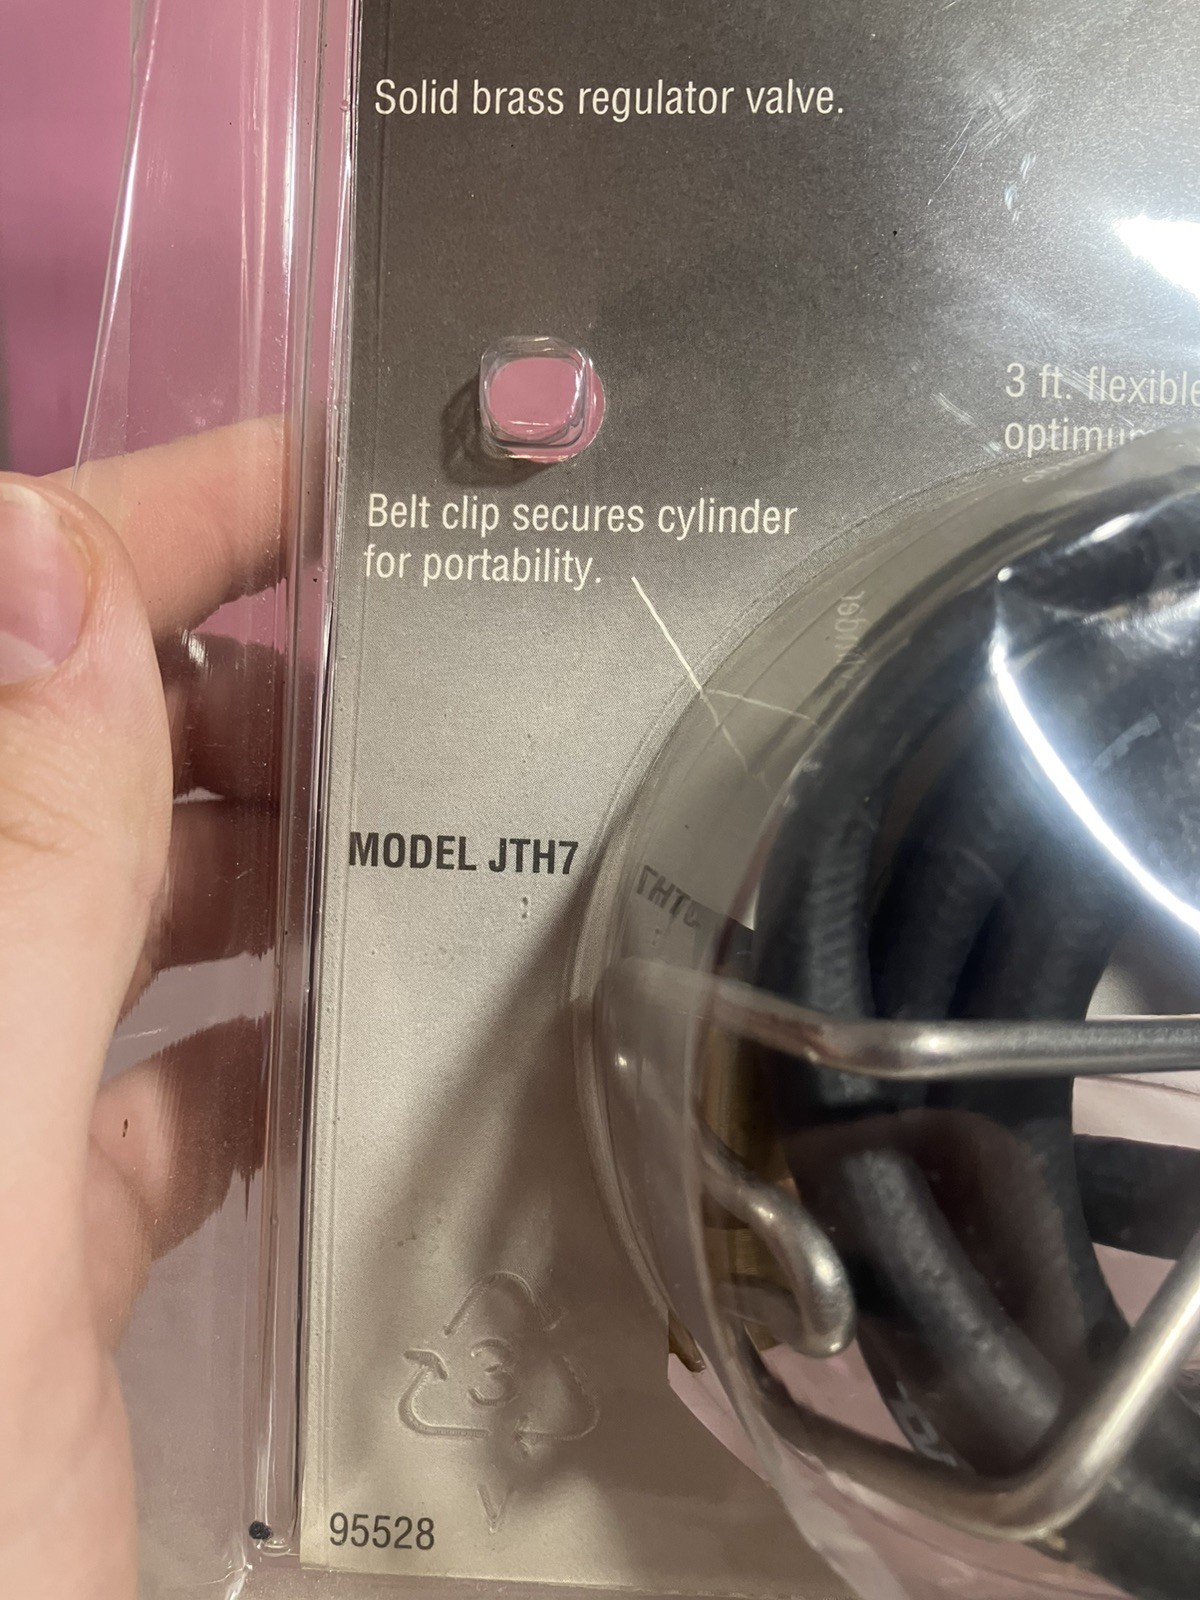 Solid brass regulator valve.
3 ft. flexible
Belt clip secures cylinder
for portability.
MODEL JTH7
3
V
95528